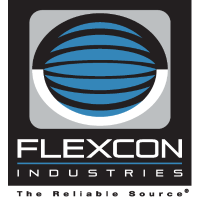 FLEXCON
INDUSTRIES
The Reliable Source®